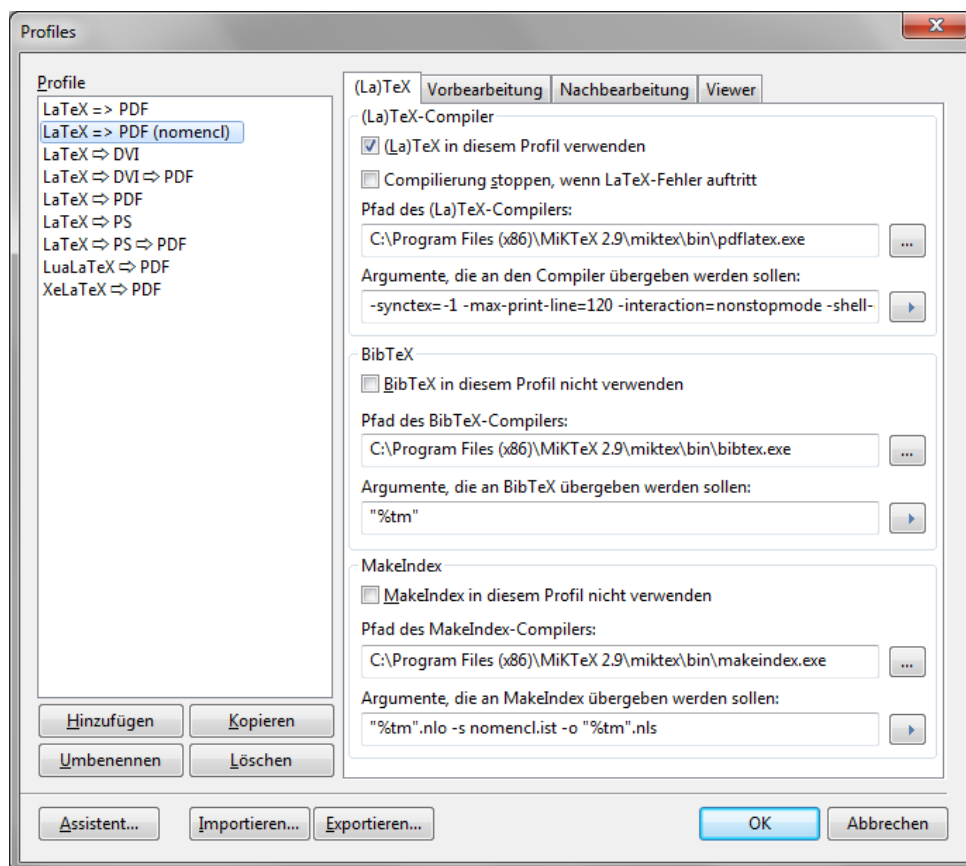 Profiles
Profile
LaTeX => PDF
LaTeX => PDF (nomencl)
LaTeX ⇨ DVI
LaTeX ⇨ DVI ⇨ PDF
LaTeX ⇨ PDF
LaTeX ⇨ PS
LaTeX ⇨ PS ⇨ PDF
LuaLaTeX ⇨ PDF
XeLaTeX ⇨ PDF
Hinzufügen Kopieren
Umbenennen Löschen
(La)TeX Vorbearbeitung Nachbearbeitung Viewer
(La)TeX-Compiler
(La)TeX in diesem Profil verwenden
Compilierung stoppen, wenn LaTeX-Fehler auftritt
Pfad des (La)TeX-Compilers:
C:\Program Files (x86)\MiKTeX 2.9\miktex\bin\pdflatex.exe
...
Argumente, die an den Compiler übergeben werden sollen:
-synctex=-1 -max-print-line=120 -interaction=nonstopmode -shell-
BibTeX
BibTeX in diesem Profil nicht verwenden
Pfad des BibTeX-Compilers:
C:\Program Files (x86)\MiKTeX 2.9\miktex\bin\bibtex.exe
...
Argumente, die an BibTeX übergeben werden sollen:
"%tm"
MakeIndex
MakeIndex in diesem Profil nicht verwenden
Pfad des MakeIndex-Compilers:
C:\Program Files (x86)\MiKTeX 2.9\miktex\bin\makeindex.exe
...
Argumente, die an MakeIndex übergeben werden sollen:
"%tm".nlo -s nomencl.ist -o "%tm".nls
Assistent... Importieren... Exportieren... OK Abbrechen